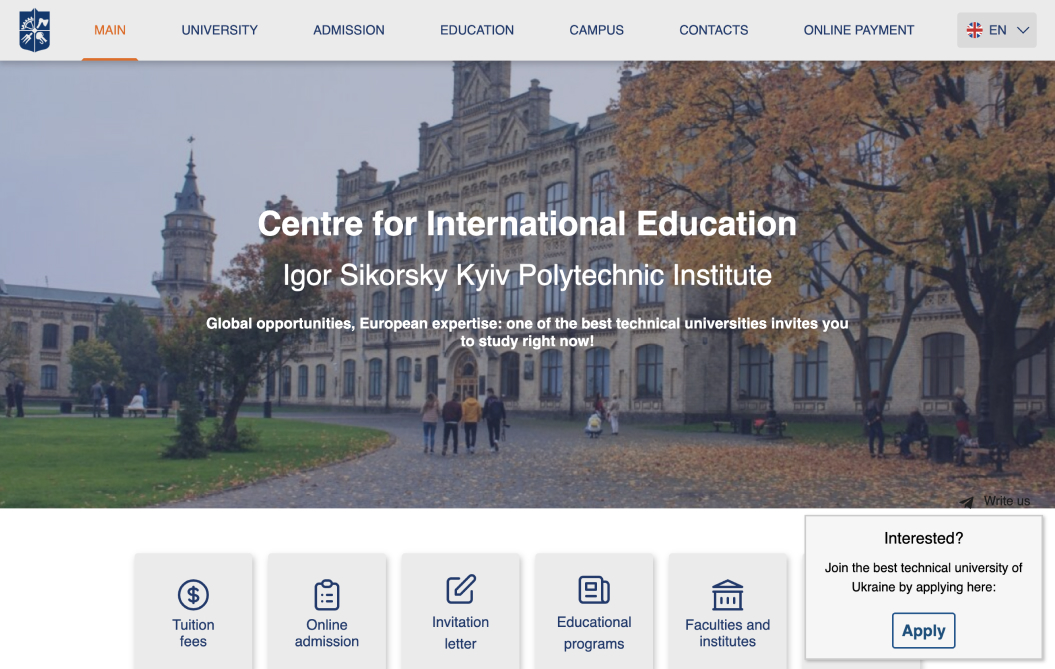 MAIN
UNIVERSITY
ADMISSION
EDUCATION
CAMPUS
CONTACTS
ONLINE PAYMENT
EN
Centre for International Education
Igor Sikorsky Kyiv Polytechnic Institute
Global opportunities, European expertise: one of the best technical universities invites you
to study right now!
Write us
Interested?
Join the best technical university of
Ukraine by applying here:
Apply
Tuition
fees
Online
admission
Invitation
letter
Educational
programs
Faculties and
institutes